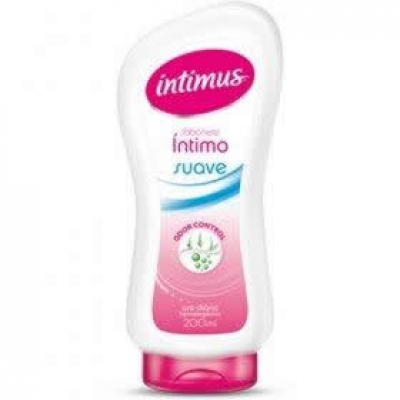 intimus
Sabonete
Íntimo
suave
ODOR CONTROL
uso diário
200ml